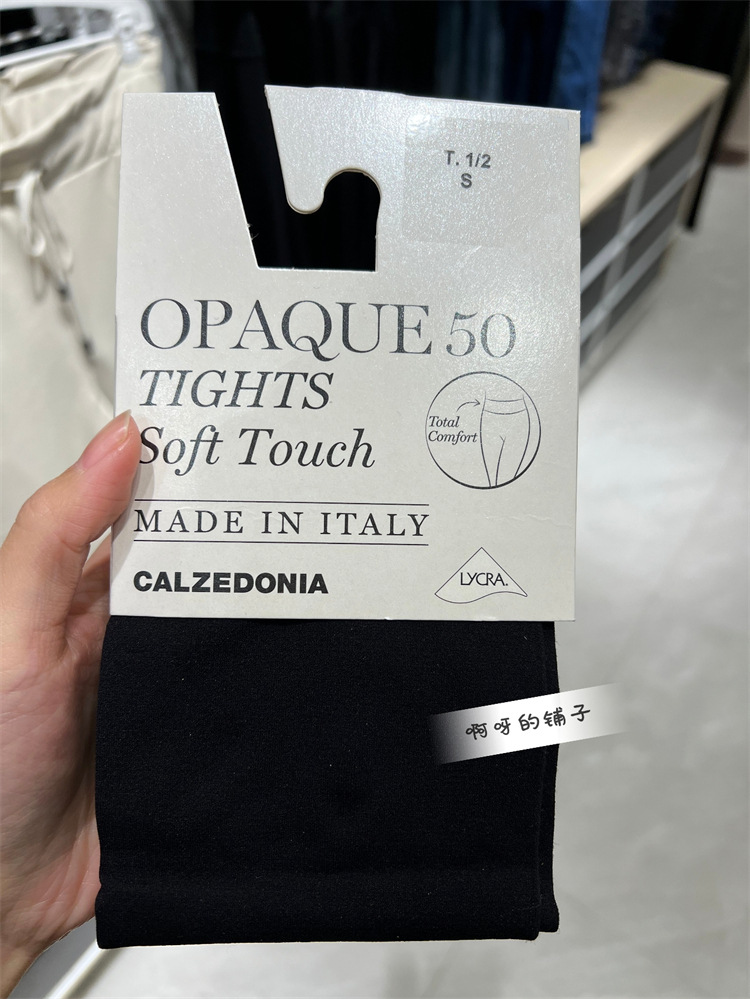 T. 1/2
S
OPAQUE 50
TIGHTS
Soft Touch
Total
Comfort
MADE IN ITALY
CALZEDONIA
LYCRA.
啊呀的铺子